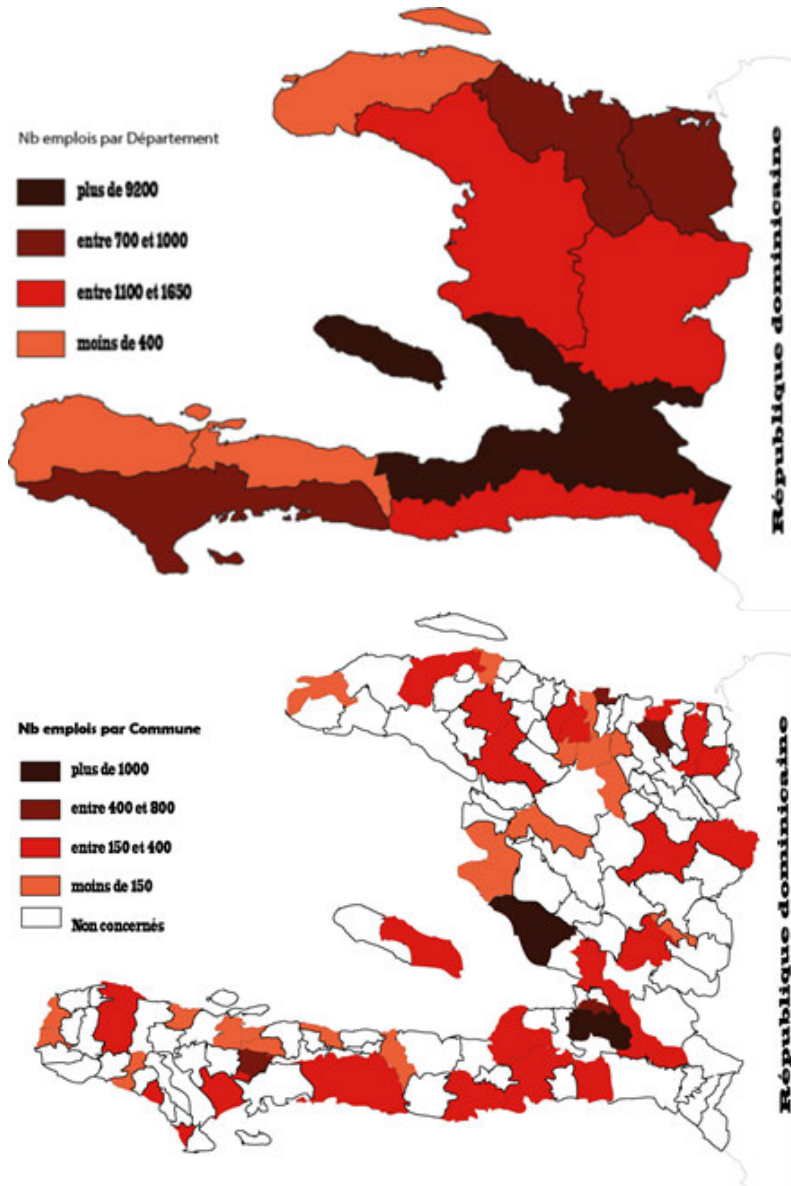 Nb emplois par Département
plus de 9200
entre 700 et 1000
entre 1100 et 1650
moins de 400
République dominicaine
Nb emplois par Commune
plus de 1000
entre 400 et 800
entre 150 et 400
moins de 150
Non concernés
République dominicaine